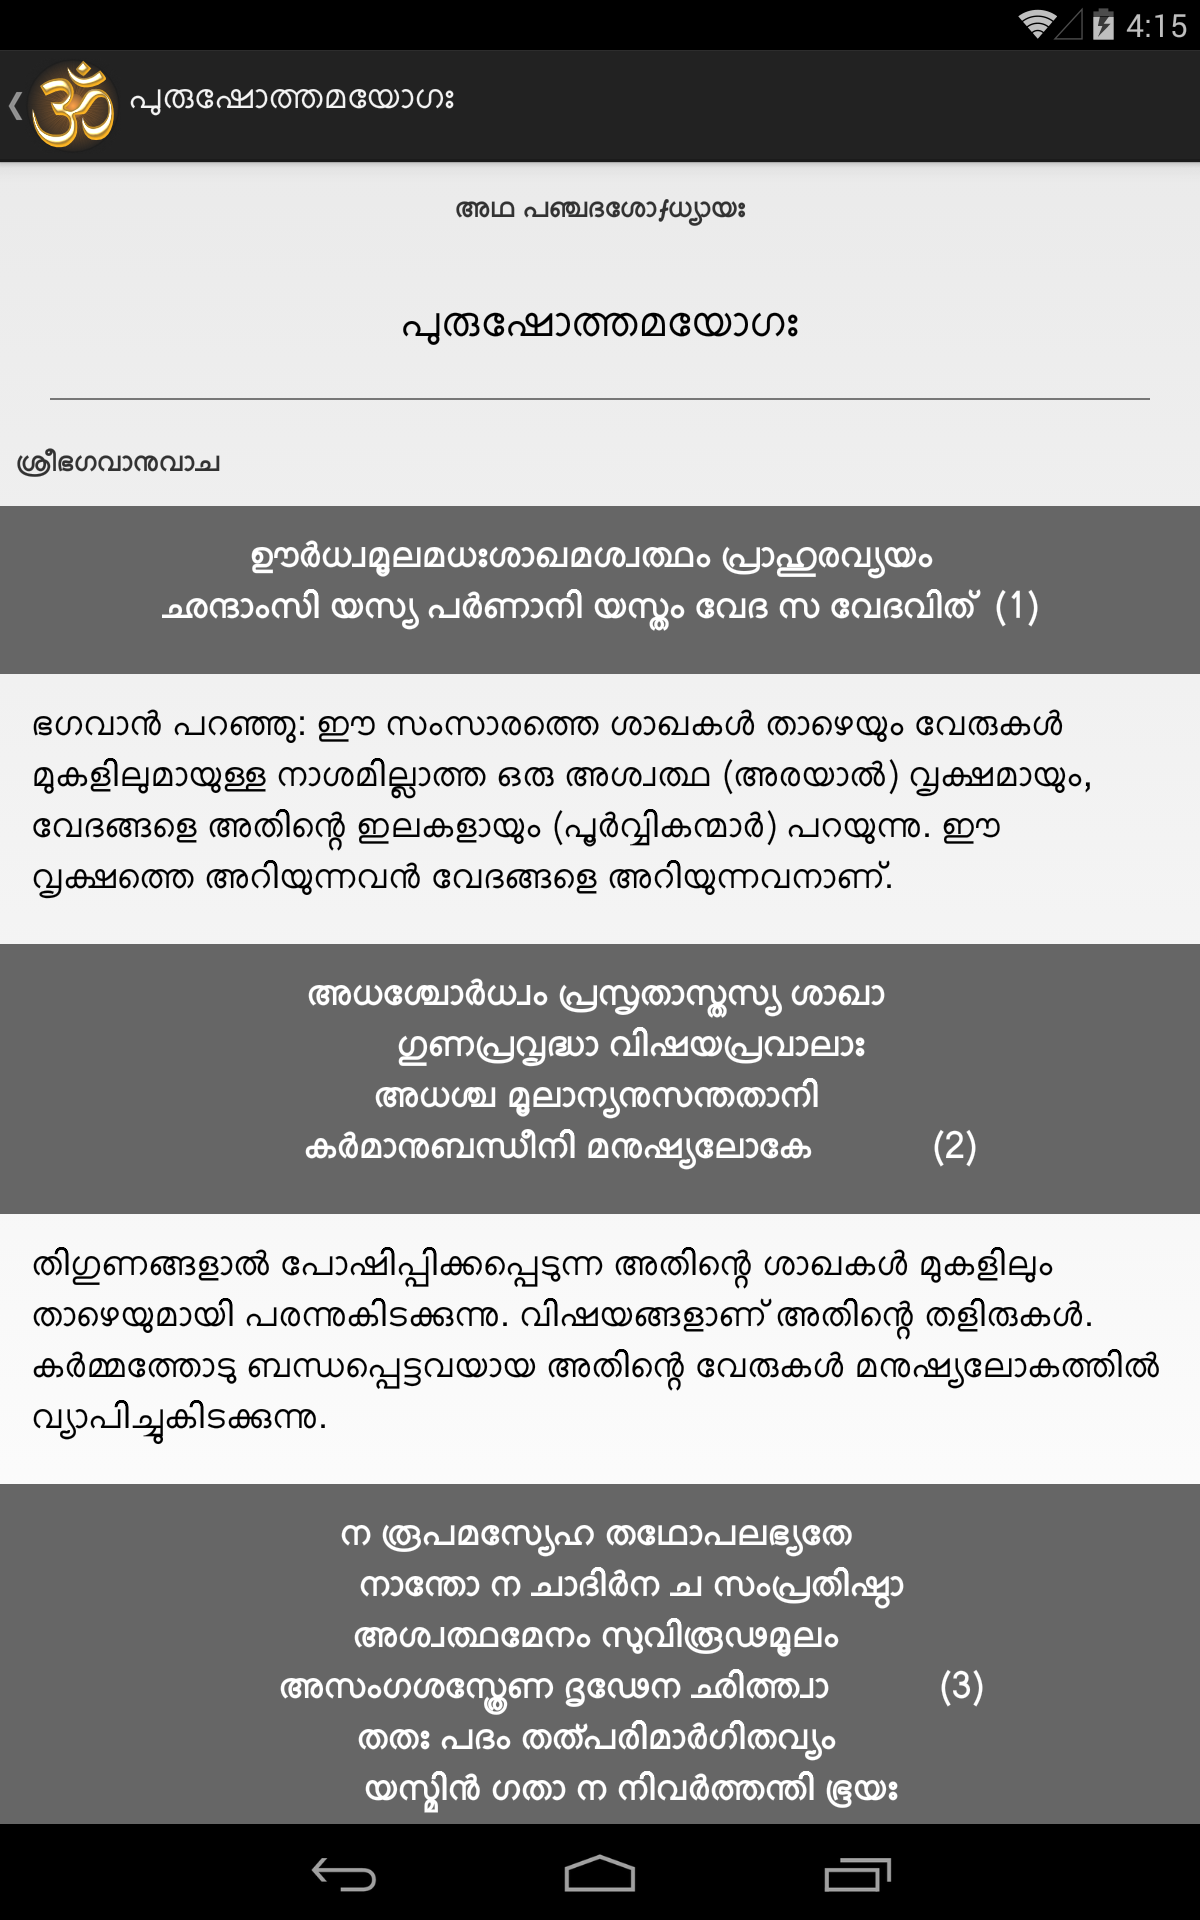 4:15
പുരുഷോത്തമയോഗഃ
അഥ പഞ്ചദശോƒധ്യായഃ
പുരുഷോത്തമയോഗഃ
ശ്രീഭഗവാനുവാച
ഊർധ്വമൂലമധഃശാഖമശ്വത്ഥം പ്രാഹുരവ്യയം
ഛന്ദാംസി യസ്യ പർണാനി യസ്തം വേദ സ വേദവിത് (1)
ഭഗവാൻ പറഞ്ഞു: ഈ സംസാരത്തെ ശാഖകൾ താഴെയും വേരുകൾ
മുകളിലുമായുള്ള നാശമില്ലാത്ത ഒരു അശ്വത്ഥ (അരയാൽ) വൃക്ഷമായും,
വേദങ്ങളെ അതിന്റെ ഇലകളായും (പൂർവ്വികന്മാർ) പറയുന്നു. ഈ
വൃക്ഷത്തെ അറിയുന്നവൻ വേദങ്ങളെ അറിയുന്നവനാണ്.
അധശ്ചോർധ്വം പ്രസൃതാസ്തസ്യ ശാഖാ
ഗുണപ്രവൃദ്ധാ വിഷയപ്രവാലാഃ
അധശ്ച മൂലാന്യനുസന്തതാനി
കർമാനുബന്ധീനി മനുഷ്യലോകേ (2)
തിഗുണങ്ങളാൽ പോഷിപ്പിക്കപ്പെടുന്ന അതിന്റെ ശാഖകൾ മുകളിലും
താഴെയുമായി പരന്നുകിടക്കുന്നു. വിഷയങ്ങളാണ് അതിന്റെ തളിരുകൾ.
കർമ്മത്തോടു ബന്ധപ്പെട്ടവയായ അതിന്റെ വേരുകൾ മനുഷ്യലോകത്തിൽ
വ്യാപിച്ചുകിടക്കുന്നു.
ന രൂപമസ്യേഹ തഥോപലഭ്യതേ
നാന്തോ ന ചാദിർന ച സംപ്രതിഷ്ഠാ
അശ്വത്ഥമേനം സുവിരൂഢമൂലം
അസംഗശസ്ത്രേണ ദൃഢേന ഛിത്ത്വാ (3)
തതഃ പദം തത്പരിമാർഗിതവ്യം
യസ്മിൻ ഗതാ ന നിവർത്തന്തി ഭൂയഃ